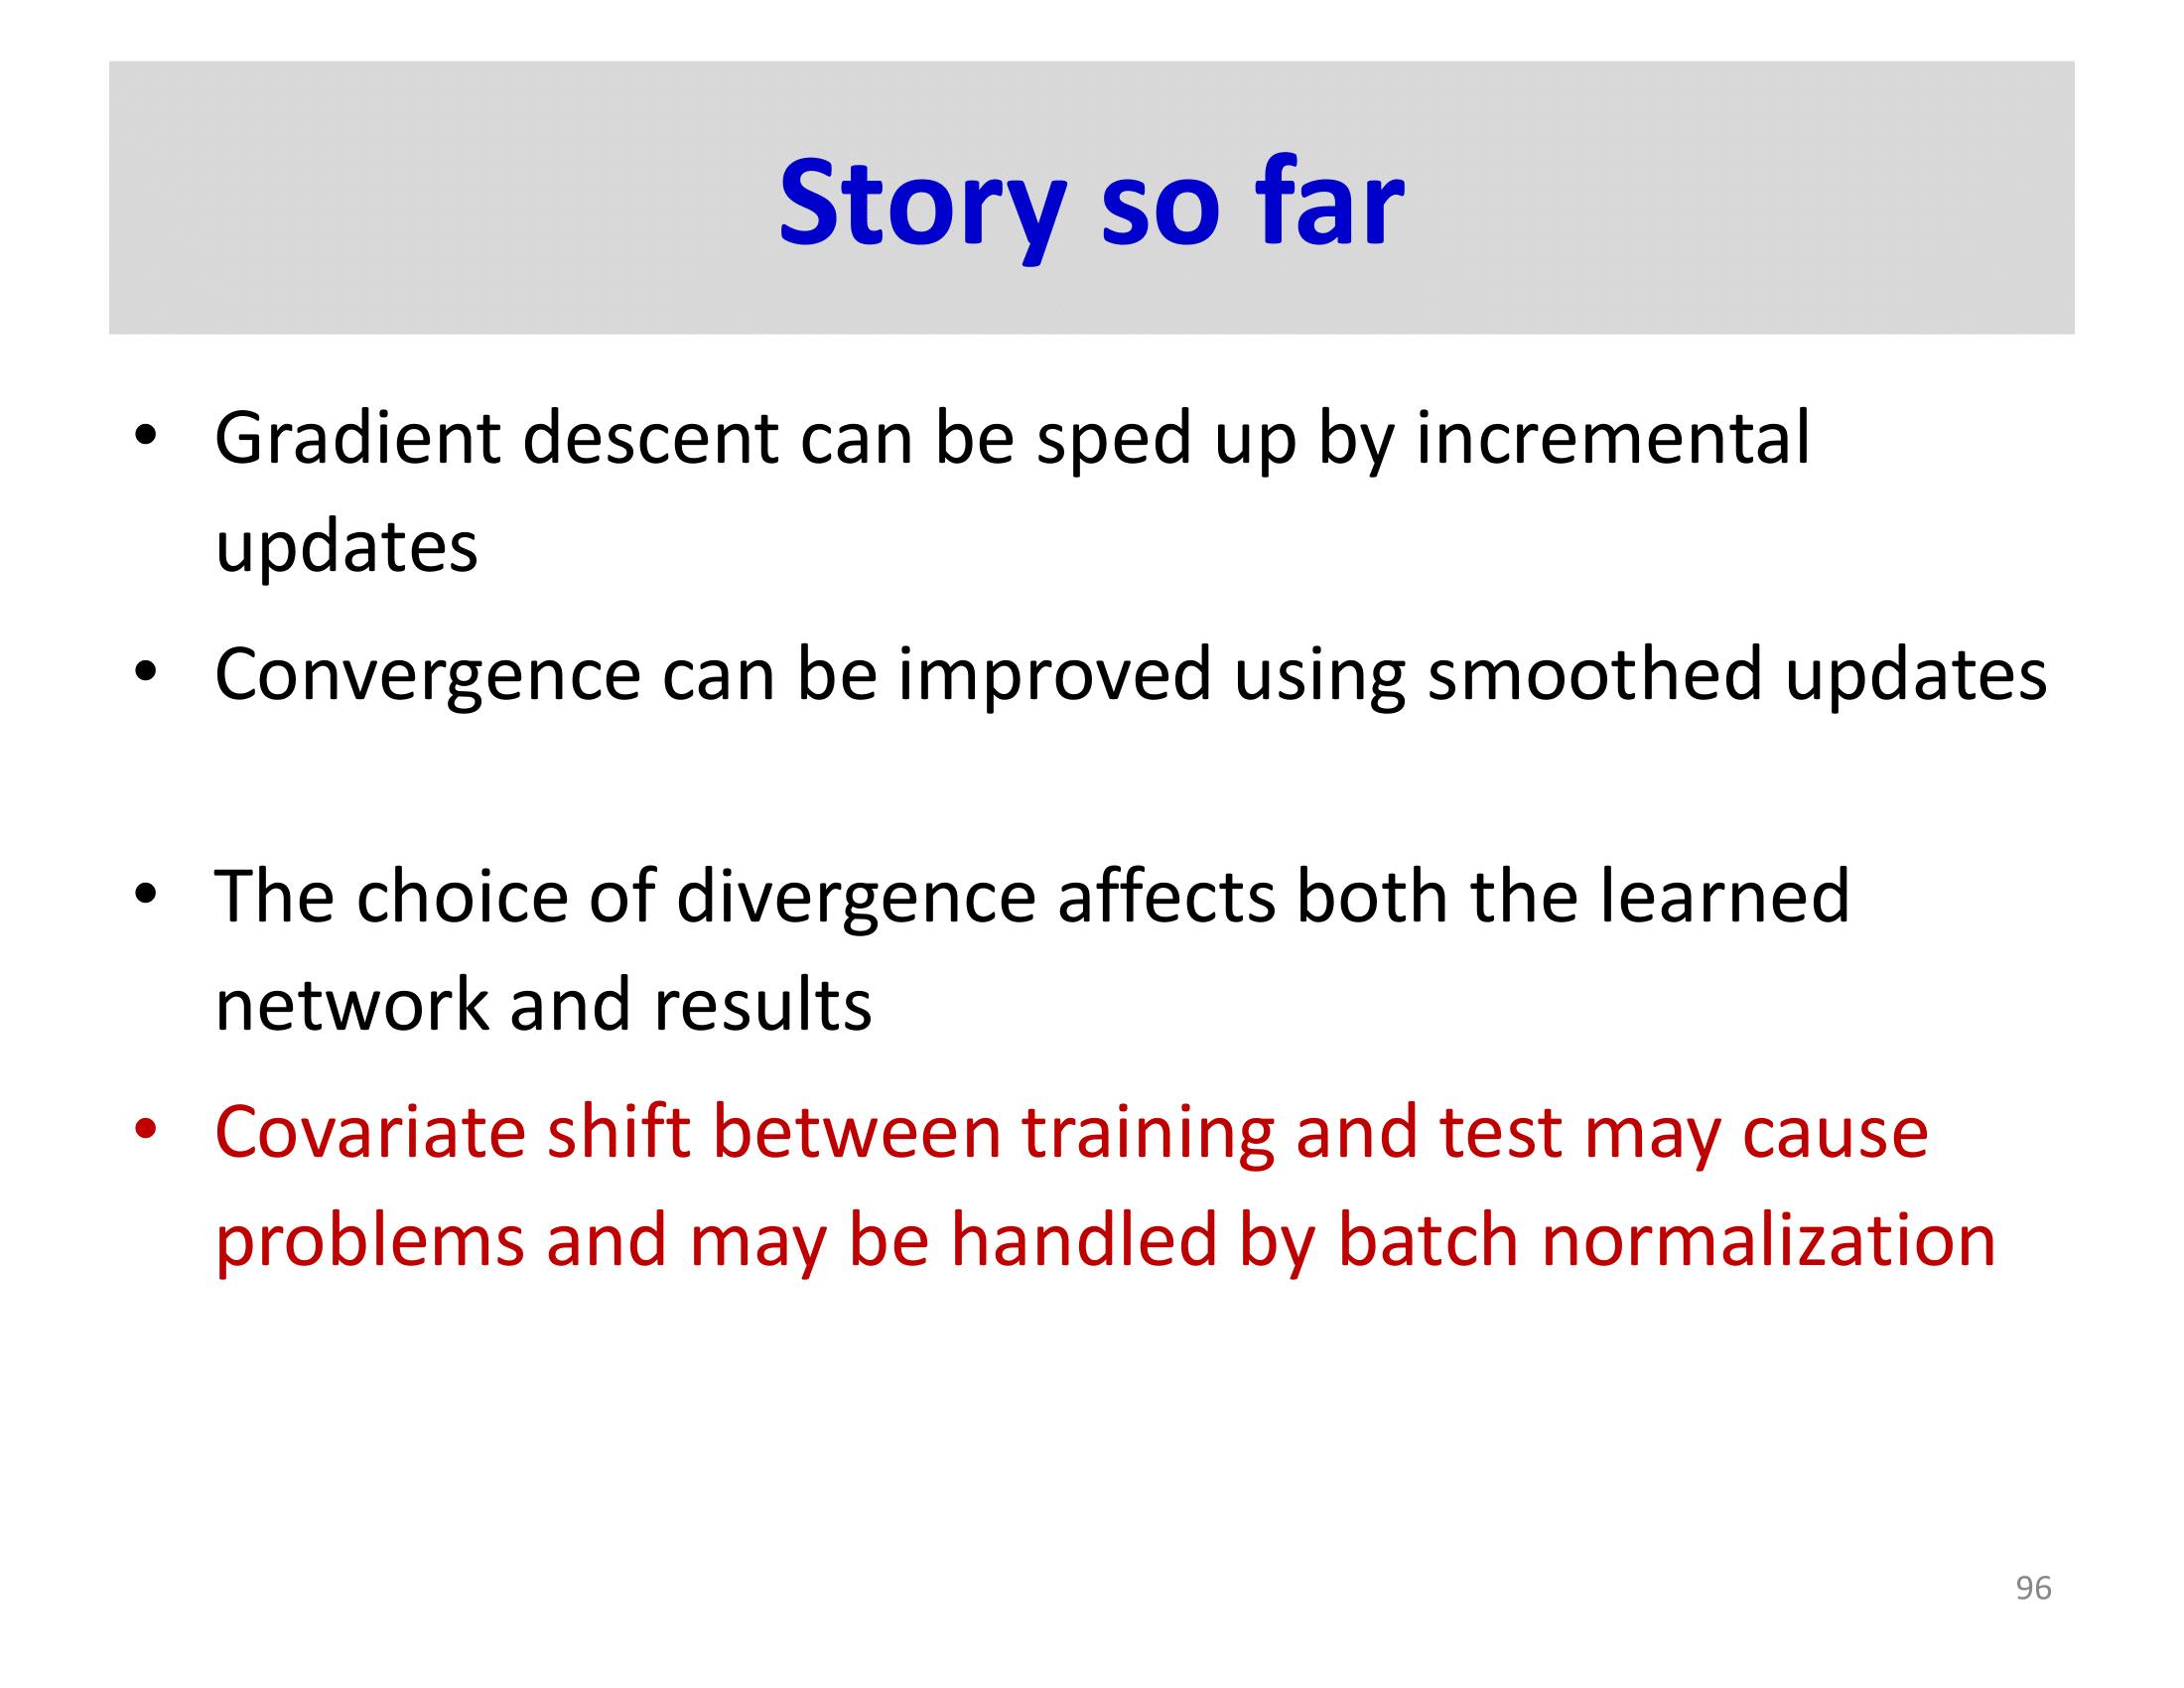 Story so far
• Gradient descent can be sped up by incremental
updates
• Convergence can be improved using smoothed updates
• The choice of divergence affects both the learned
network and results
• Covariate shift between training and test may cause
problems and may be handled by batch normalization
96